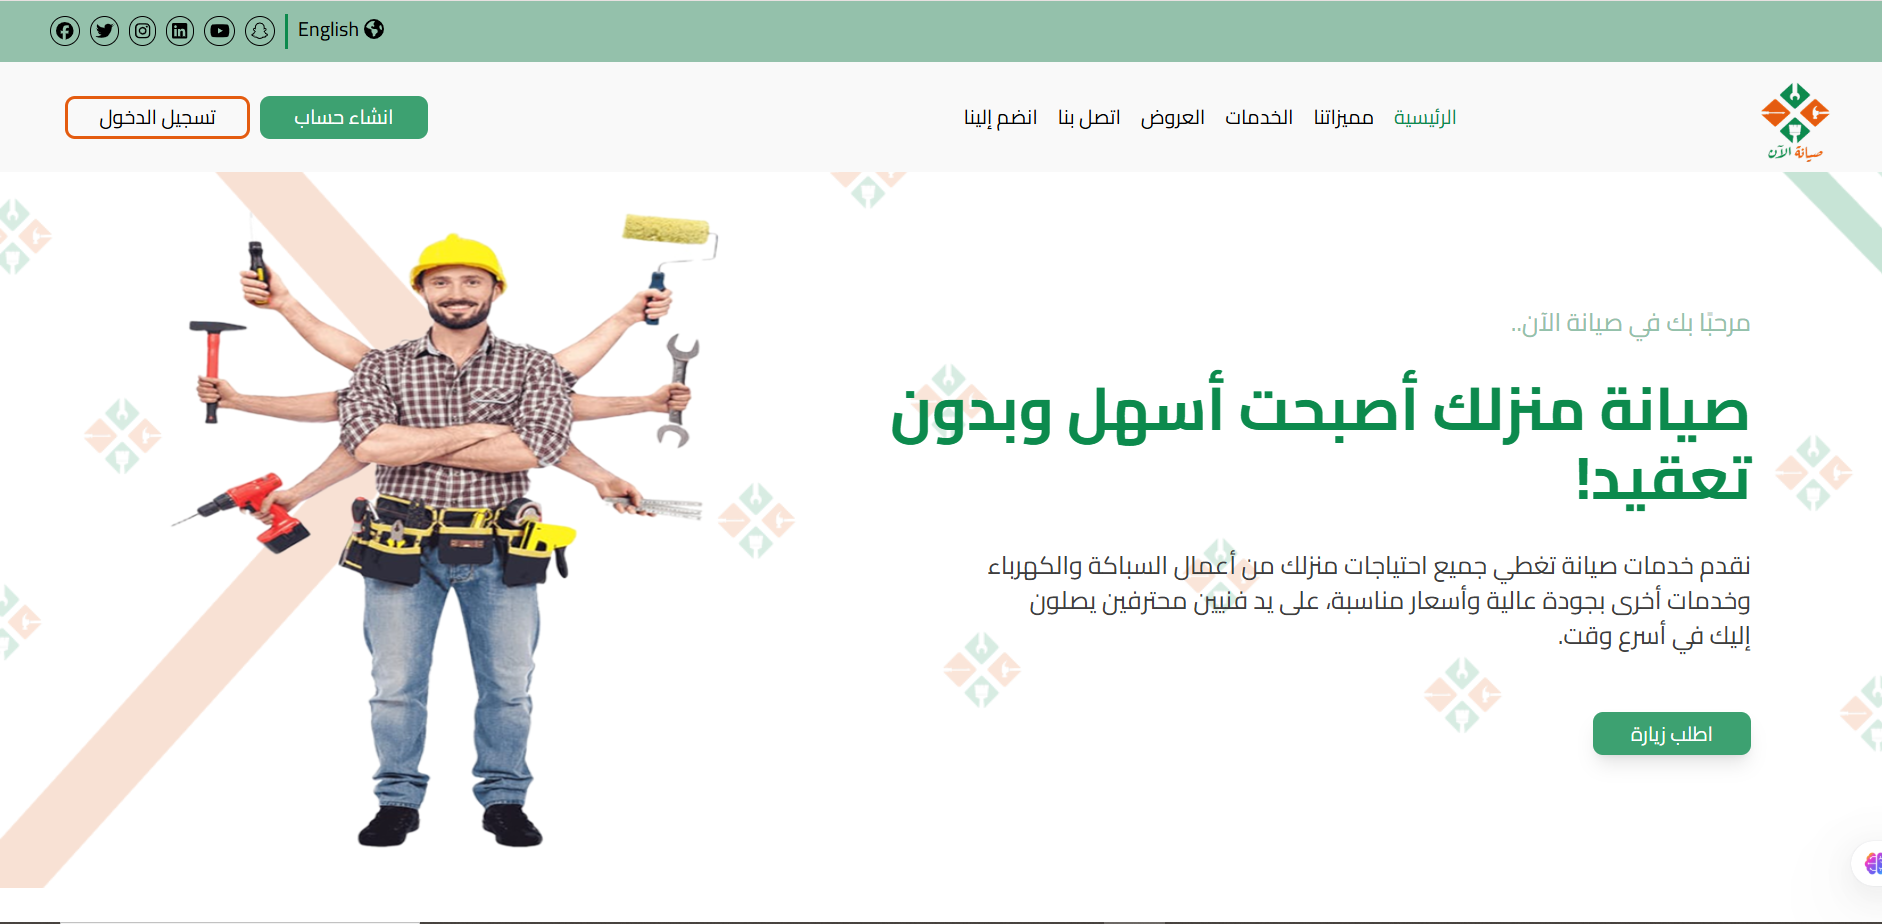 English
صيانة الآن
الرئيسية مميزاتنا الخدمات العروض اتصل بنا انضم إلينا
انشاء حساب
تسجيل الدخول
مرحبًا بك في صيانة الآن..
صيانة منزلك أصبحت أسهل وبدون
تعقيد!
نقدم خدمات صيانة تغطي جميع احتياجات منزلك من أعمال السباكة والكهرباء
وخدمات أخرى بجودة عالية وأسعار مناسبة، على يد فنيين محترفين يصلون
إليك في أسرع وقت.
اطلب زيارة